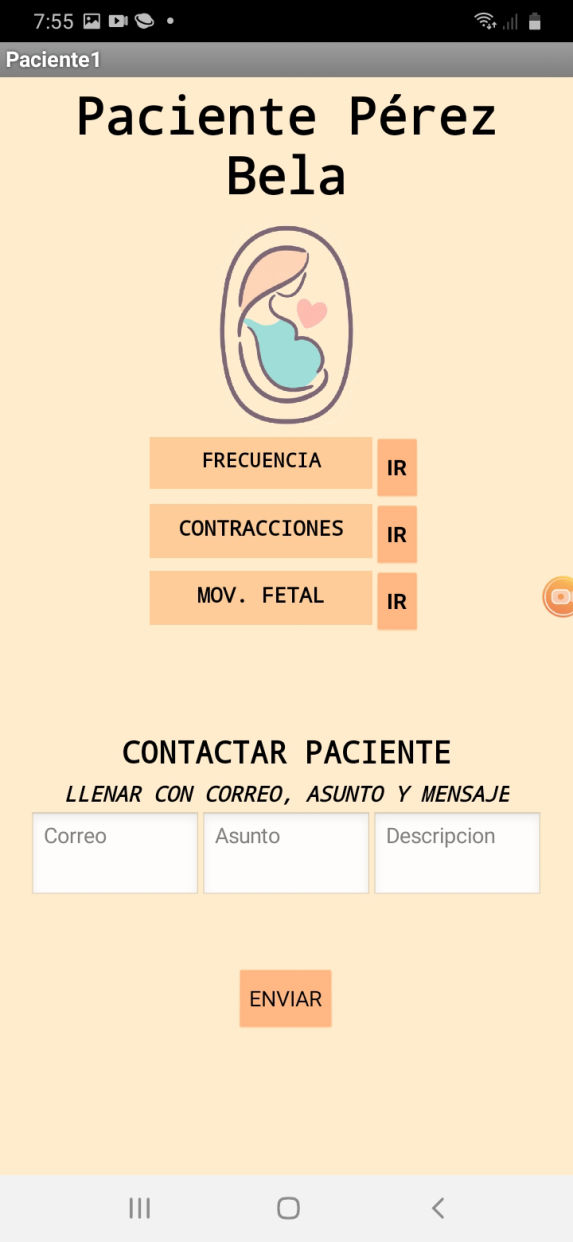 7:55
Paciente1
Paciente Pérez
Bela
FRECUENCIA IR
CONTRACCIONES IR
MOV. FETAL IR
CONTACTAR PACIENTE
LLENAR CON CORREO, ASUNTO Y MENSAJE
Correo Asunto Descripcion
ENVIAR